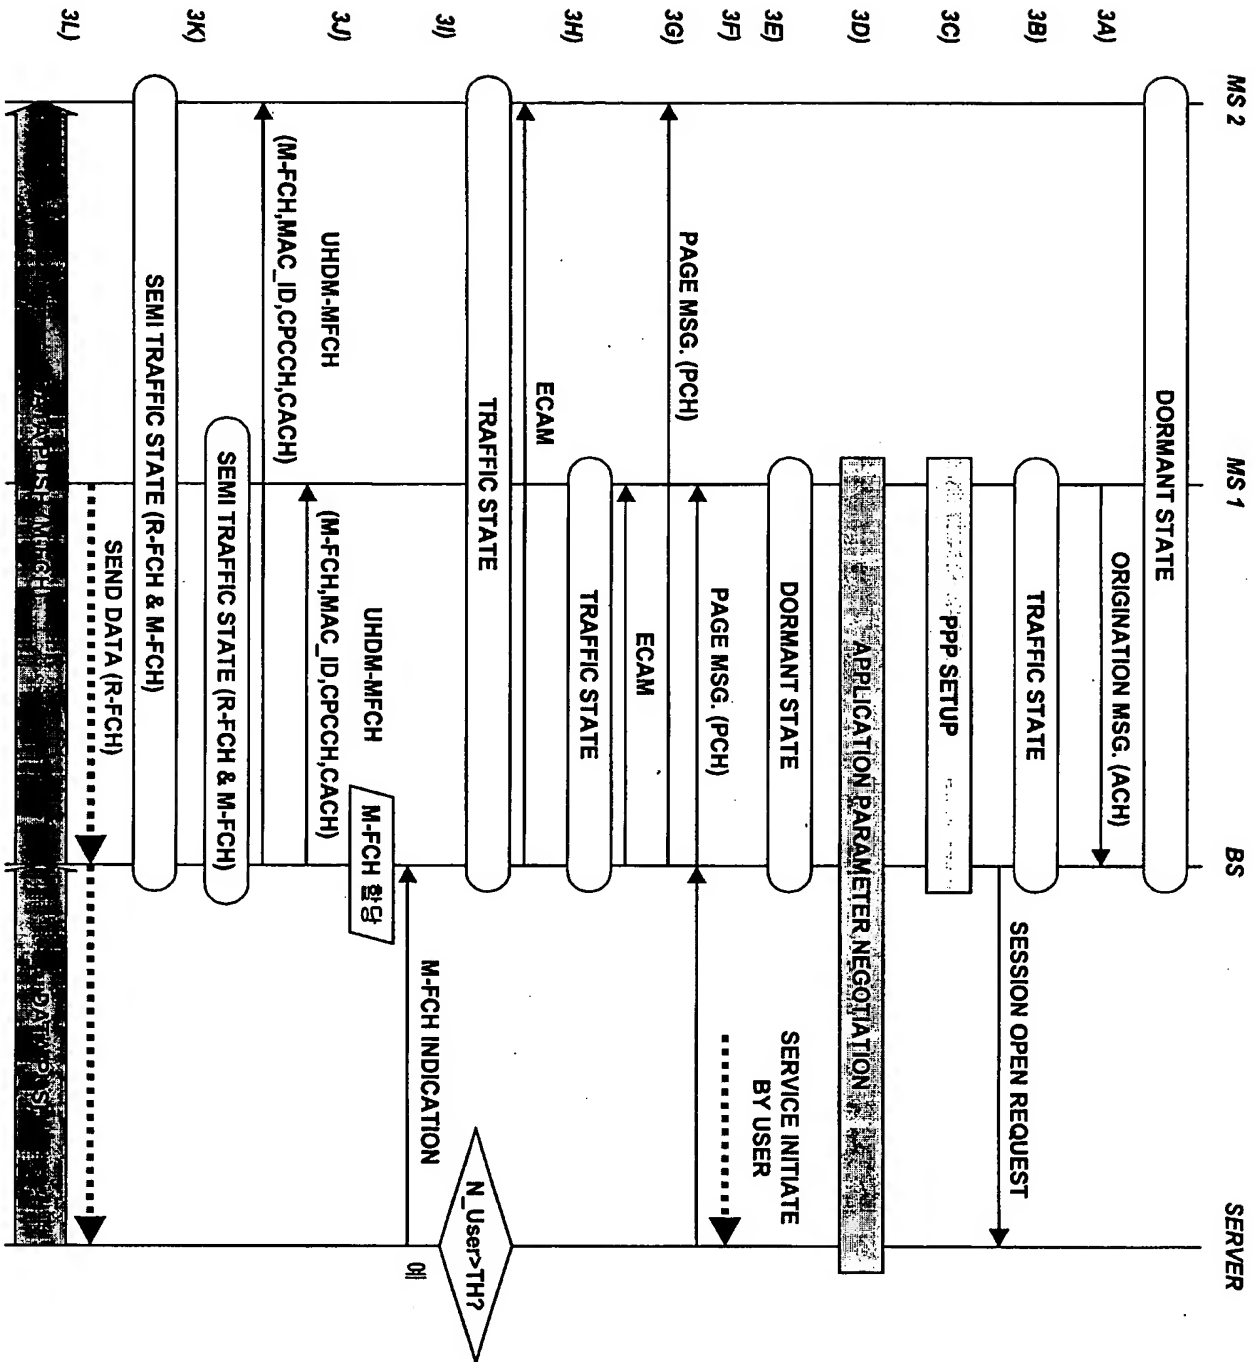 MS 2
MS 1
BS
SERVER
DORMANT STATE
3A)
ORIGINATION MSG. (ACH)
3B)
TRAFFIC STATE
SESSION OPEN REQUEST
3C)
PPP SETUP
3D)
APPLICATION PARAMETER NEGOTIATION
3E)
DORMANT STATE
SERVICE INITIATE
BY USER
3F)
3G)
PAGE MSG. (PCH)
PAGE MSG. (PCH)
ECAM
3H)
TRAFFIC STATE
ECAM
TRAFFIC STATE
N_User>TH?
3I)
예
M-FCH INDICATION
M-FCH 할당
3J)
UHDM-MFCH
(M-FCH,MAC_ID,CPCCH,CACH)
UHDM-MFCH
(M-FCH,MAC_ID,CPCCH,CACH)
SEMI TRAFFIC STATE (R-FCH & M-FCH)
3K)
SEMI TRAFFIC STATE (R-FCH & M-FCH)
SEND DATA (R-FCH)
3L)